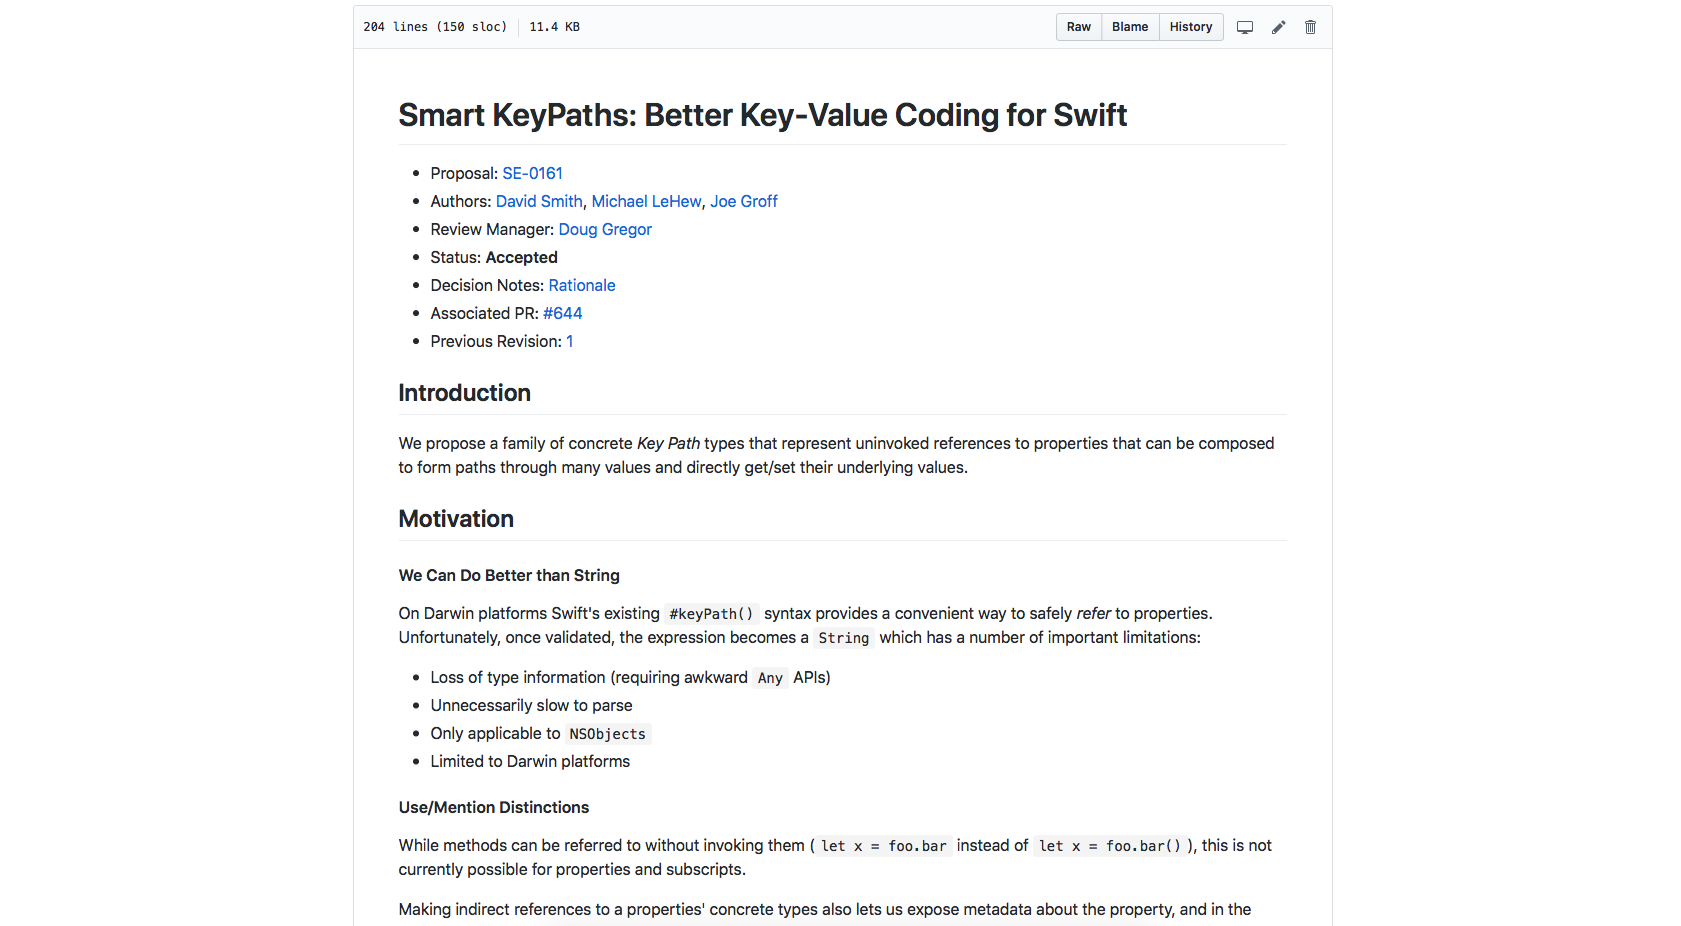 204 lines (150 sloc) 11.4 KB Raw Blame History
Smart KeyPaths: Better Key-Value Coding for Swift
Proposal: SE-0161
Authors: David Smith, Michael LeHew, Joe Groff
Review Manager: Doug Gregor
Status: Accepted
Decision Notes: Rationale
Associated PR: #644
Previous Revision: 1
Introduction
We propose a family of concrete Key Path types that represent uninvoked references to properties that can be composed
to form paths through many values and directly get/set their underlying values.
Motivation
We Can Do Better than String
On Darwin platforms Swift's existing #keyPath() syntax provides a convenient way to safely refer to properties.
Unfortunately, once validated, the expression becomes a String which has a number of important limitations:
Loss of type information (requiring awkward Any APIs)
Unnecessarily slow to parse
Only applicable to NSObjects
Limited to Darwin platforms
Use/Mention Distinctions
While methods can be referred to without invoking them ( let x = foo.bar instead of let x = foo.bar() ), this is not
currently possible for properties and subscripts.
Making indirect references to a properties' concrete types also lets us expose metadata about the property, and in the